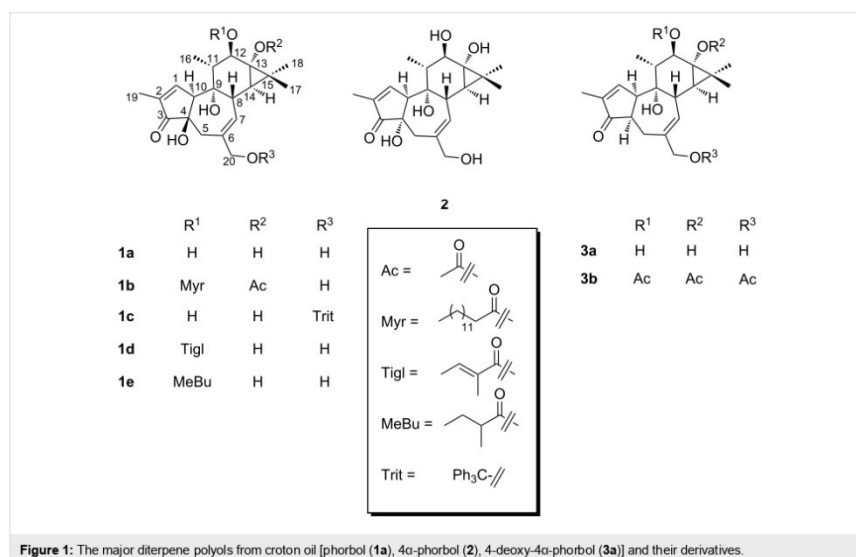 R¹O 12 OR² 18
16 11 13
1 10 9 15 17
19 2 H H 14
3 4 HO 8 H
O HO 5 7
6
20 OR³
HO OH
H H
HO H
O HO
OH
R¹O OR²
H H
HO H
O H
OR³
2
R¹ R² R³
1a H H H
1b Myr Ac H
1c H H Trit
1d Tigl H H
1e MeBu H H
Ac = O
Myr = ( ) 11 O
Tigl = O
MeBu = O
Trit = Ph₃C-
R¹ R² R³
3a H H H
3b Ac Ac Ac
Figure 1: The major diterpene polyols from croton oil [phorbol (1a), 4α-phorbol (2), 4-deoxy-4α-phorbol (3a)] and their derivatives.